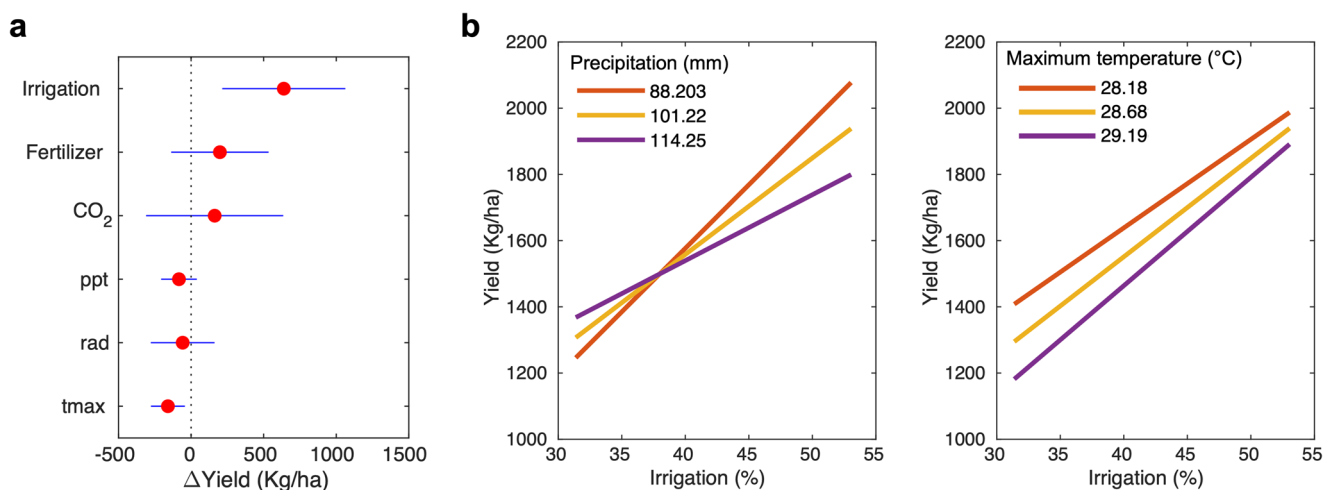 a
Irrigation
Fertilizer
CO2
ppt
rad
tmax
-500 0 500 1000 1500
ΔYield (Kg/ha)
b
2200
2000
1800
1600
1400
1200
1000
Yield (Kg/ha)
Precipitation (mm)
88.203
101.22
114.25
30 35 40 45 50 55
Irrigation (%)
2200
2000
1800
1600
1400
1200
1000
Yield (Kg/ha)
Maximum temperature (°C)
28.18
28.68
29.19
30 35 40 45 50 55
Irrigation (%)